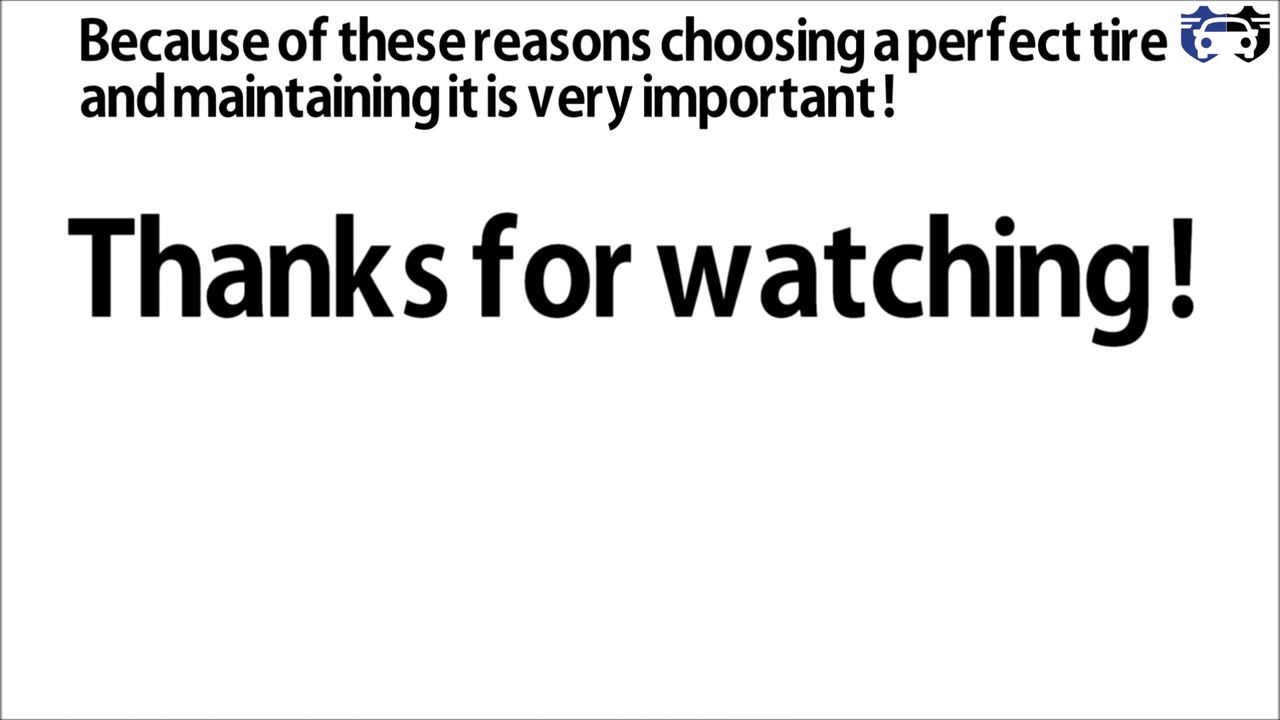 Because of these reasons choosing a perfect tire
and maintaining it is very important!
Thanks for watching!